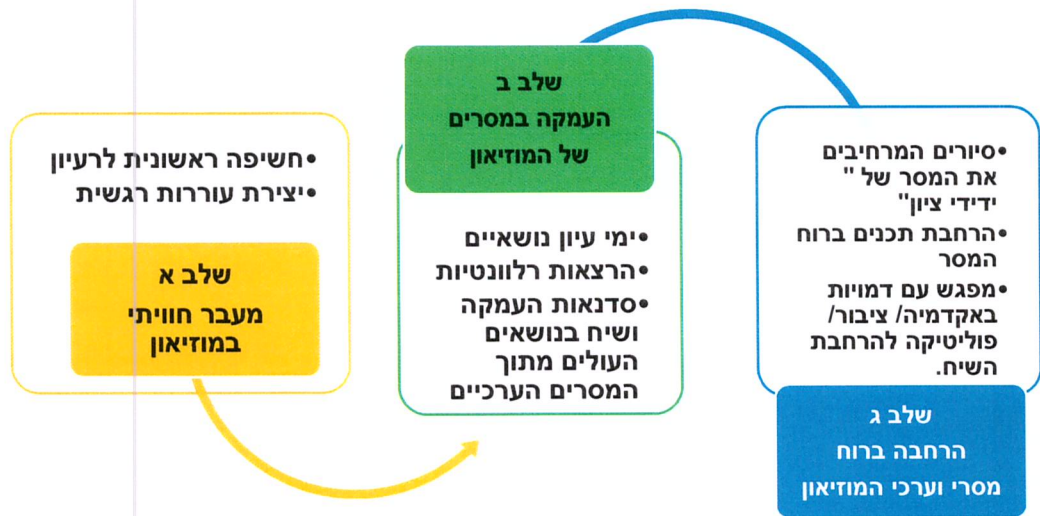 •חשיפה ראשונית לרעיון
•יצירת עוררות רגשית
שלב א
מעבר חוויתי
במוזיאון
שלב ב
העמקה במסרים
של המוזיאון
•ימי עיון נושאיים
•הרצאות רלוונטיות
•סדנאות העמקה
ושיח בנושאים
העולים מתוך
המסרים הערכיים
•סיורים המרחיבים
את המסר של "
ידידי ציון"
•הרחבת תכנים ברוח
המסר
•מפגש עם דמויות
באקדמיה/ ציבור/
פוליטיקה להרחבת
השיח.
שלב ג
הרחבה ברוח
מסרי וערכי המוזיאון